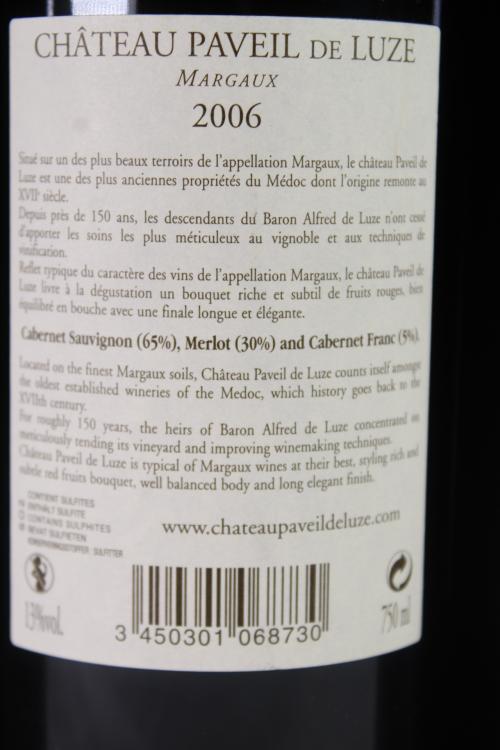 CHÂTEAU PAVEIL DE LUZE
MARGAUX
2006
Situé sur un des plus beaux terroirs de l'appellation Margaux, le château Paveil de
Luze est une des plus anciennes propriétés du Médoc dont l'origine remonte au
XVIIe siècle.
Depuis près de 150 ans, les descendants du Baron Alfred de Luze n'ont cessé
d'apporter les soins les plus méticuleux au vignoble et aux techniques de
vinification.
Reflet typique du caractère des vins de l'appellation Margaux, le château Paveil de
Luze livre à la dégustation un bouquet riche et subtil de fruits rouges, bien
équilibré en bouche avec une finale longue et élégante.
Cabernet Sauvignon (65%), Merlot (30%) and Cabernet Franc (5%).
Located on the finest Margaux soils, Château Paveil de Luze counts itself amongst
the oldest established wineries of the Medoc, which history goes back to the
XVIIth century.
For roughly 150 years, the heirs of Baron Alfred de Luze concentrated on
meticulously tending its vineyard and improving winemaking techniques.
Château Paveil de Luze is typical of Margaux wines at their best, styling rich and
subtle red fruits bouquet, well balanced body and long elegant finish.
CONTIENT SULFITES
ENTHÄLT SULFITE
CONTAINS SULPHITES
BEVAT SULFIETEN
SULFITTER
www.chateaupaveildeluze.com
13%vol.
3 450301 068730
750 ml